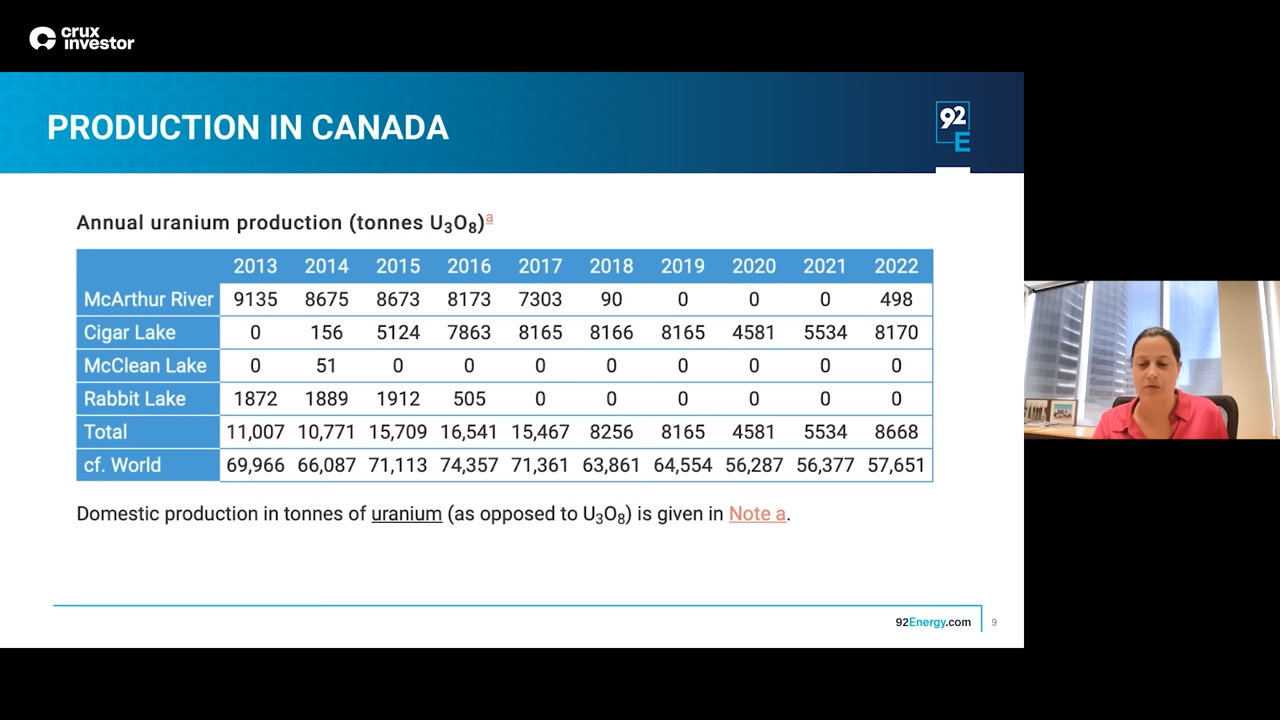 crux
investor
PRODUCTION IN CANADA
92
E
Annual uranium production (tonnes U₃O₈)ᵃ
2013 2014 2015 2016 2017 2018 2019 2020 2021 2022
McArthur River 9135 8675 8673 8173 7303 90 0 0 0 498
Cigar Lake 0 156 5124 7863 8165 8166 8165 4581 5534 8170
McClean Lake 0 51 0 0 0 0 0 0 0 0
Rabbit Lake 1872 1889 1912 505 0 0 0 0 0 0
Total 11,007 10,771 15,709 16,541 15,467 8256 8165 4581 5534 8668
cf. World 69,966 66,087 71,113 74,357 71,361 63,861 64,554 56,287 56,377 57,651
Domestic production in tonnes of uranium (as opposed to U₃O₈) is given in Note a.
92Energy.com 9